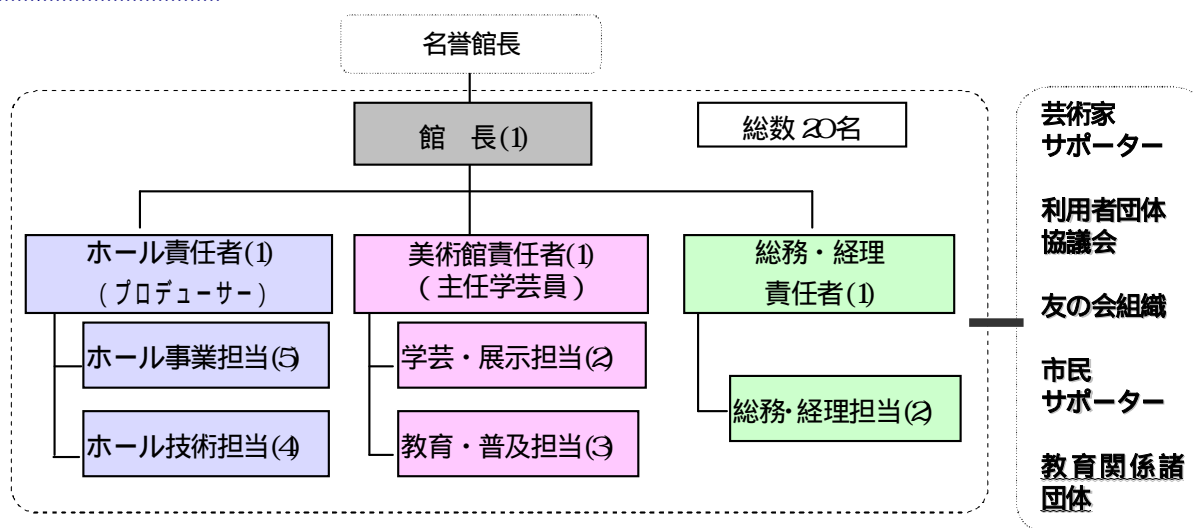 名誉館長
館　長(1)
総数 20名
ホール責任者(1)
(プロデューサー)
ホール事業担当(5)
ホール技術担当(4)
美術館責任者(1)
(主任学芸員)
学芸・展示担当(2)
教育・普及担当(3)
総務・経理
責任者(1)
総務・経理担当(2)
芸術家
サポーター
利用者団体
協議会
友の会組織
市民
サポーター
教育関係諸
団体